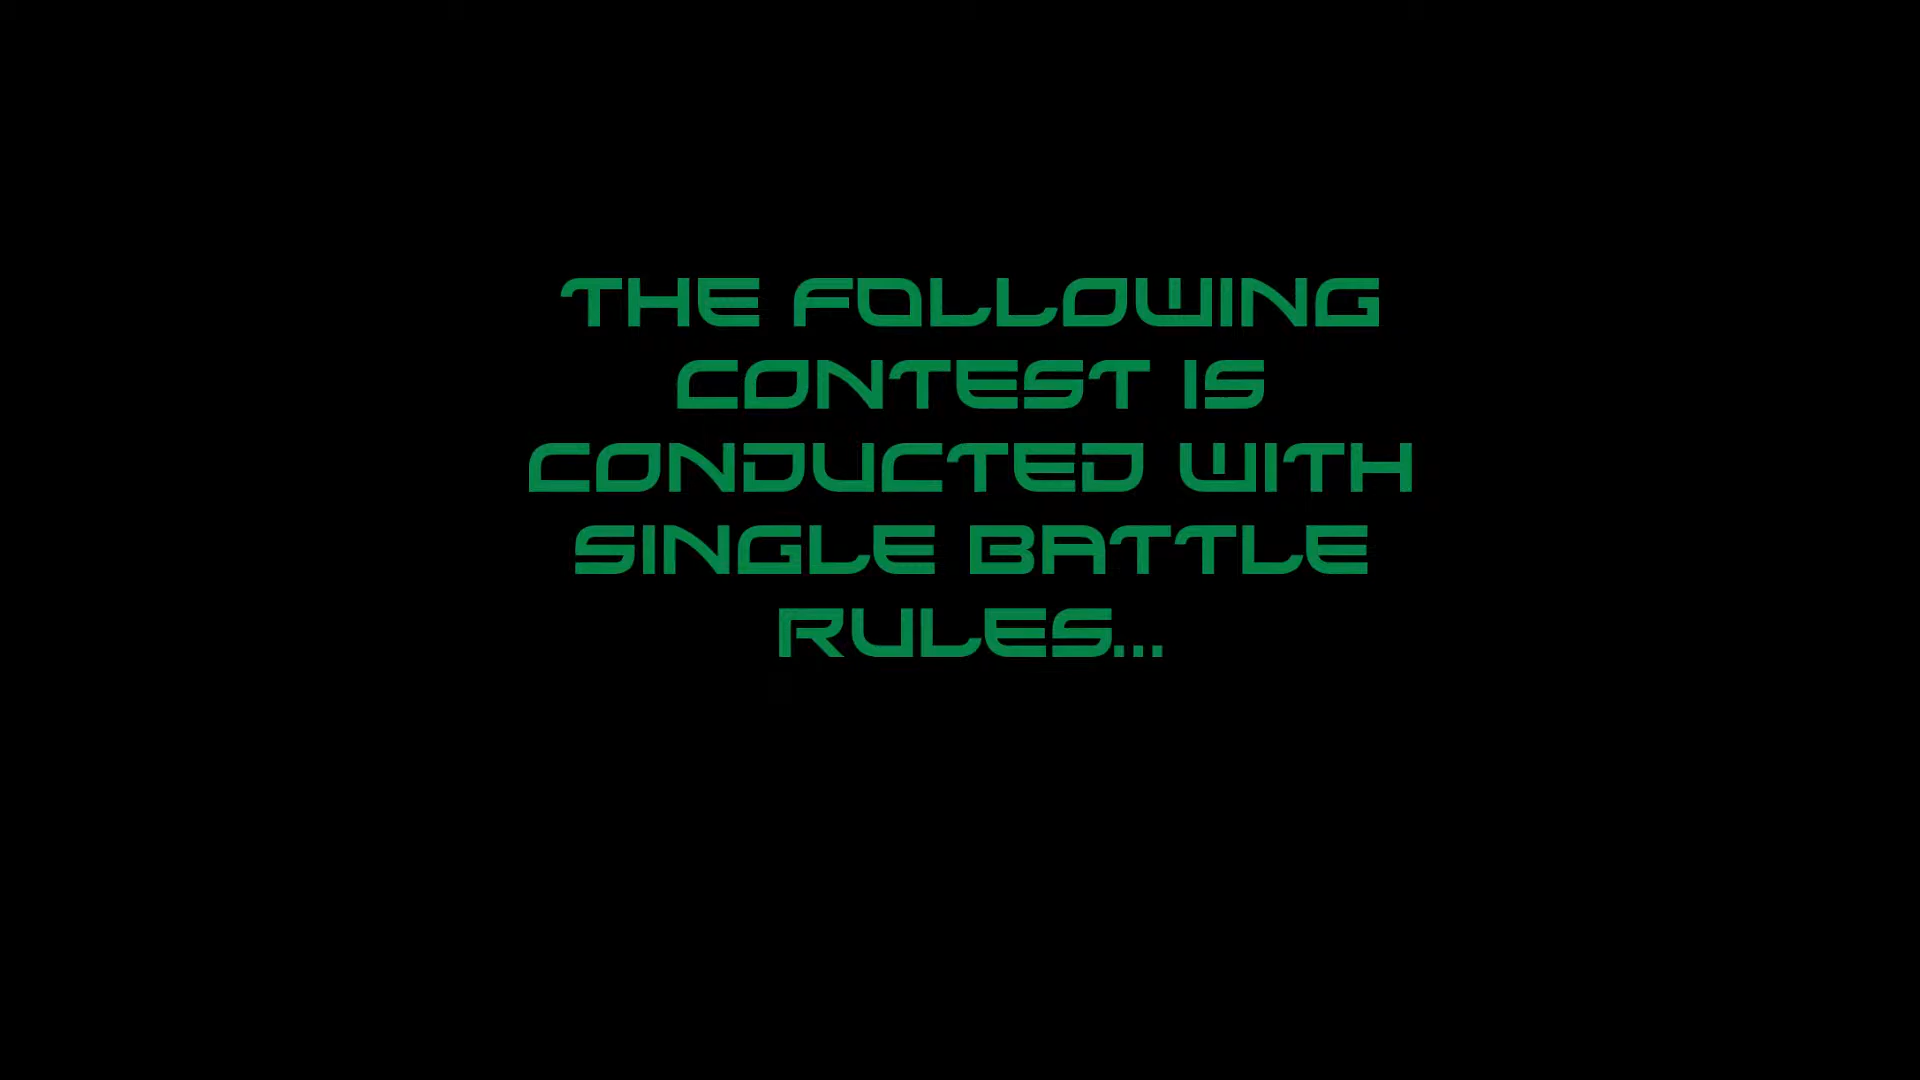 THE FOLLOWING
CONTEST IS
CONDUCTED WITH
SINGLE BATTLE
RULES...